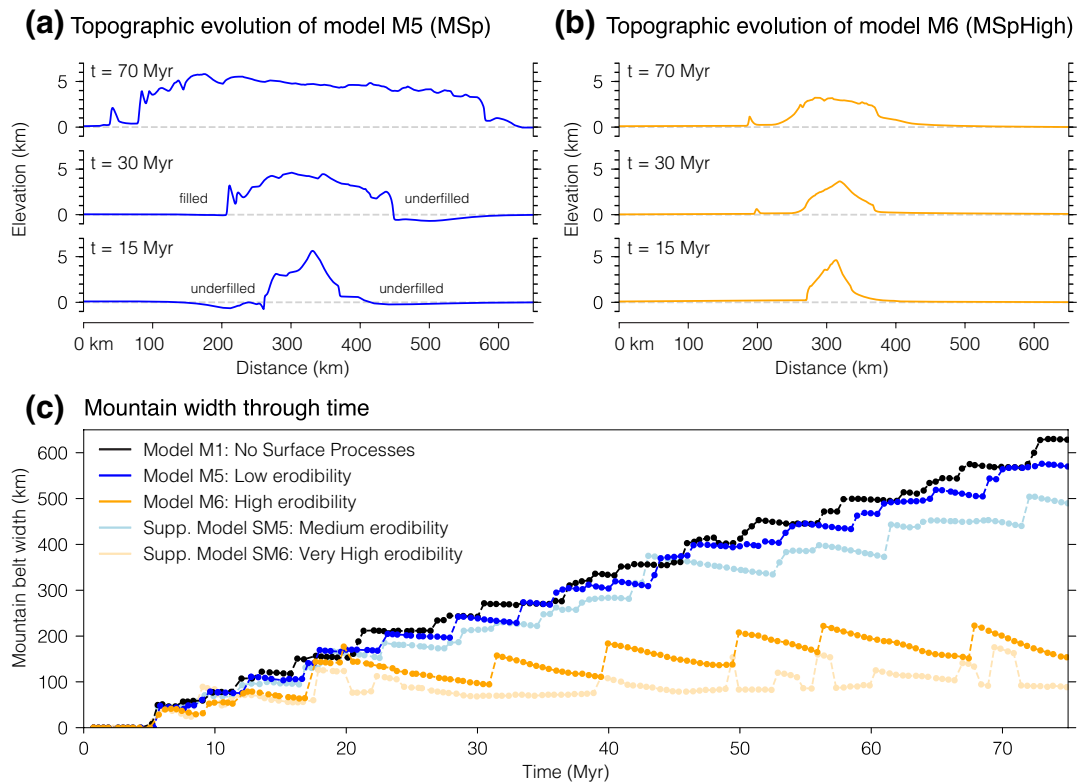 (a) Topographic evolution of model M5 (MSp)
t = 70 Myr
5
0
t = 30 Myr
filled
underfilled
5
0
t = 15 Myr
underfilled
underfilled
5
0
Elevation (km)
0 km 100 200 300 400 500 600
Distance (km)
(b) Topographic evolution of model M6 (MSpHigh)
t = 70 Myr
5
0
t = 30 Myr
5
0
t = 15 Myr
5
0
Elevation (km)
0 km 100 200 300 400 500 600
Distance (km)
(c) Mountain width through time
Model M1: No Surface Processes
Model M5: Low erodibility
Model M6: High erodibility
Supp. Model SM5: Medium erodibility
Supp. Model SM6: Very High erodibility
600
500
400
300
200
100
0
Mountain belt width (km)
0 10 20 30 40 50 60 70
Time (Myr)